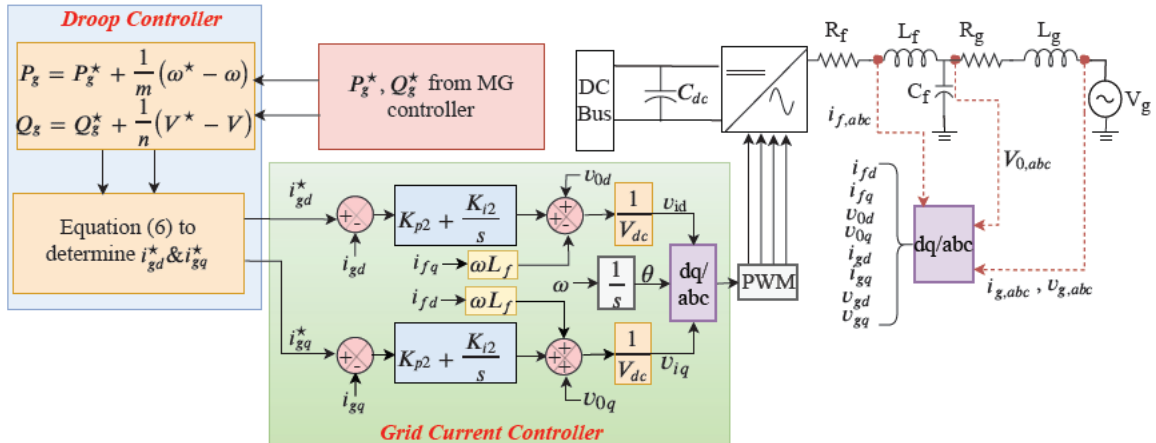 Droop Controller
P_g = P_g^⋆ + 1/m (ω^⋆ − ω)
Q_g = Q_g^⋆ + 1/n (V^⋆ − V)
P_g^⋆, Q_g^⋆ from MG
controller
Equation (6) to
determine i_gd^⋆ & i_gq^⋆
i_gd^⋆
+
-
i_gd
K_p2 + K_i2/s
v_0d
+
+
-
1/V_dc
v_id
i_fq
ωL_f
i_fd
ωL_f
ω
1/s
θ
dq/
abc
PWM
i_gq^⋆
+
-
i_gq
K_p2 + K_i2/s
+
+
+
v_0q
1/V_dc
v_iq
Grid Current Controller
DC
Bus
C_dc
R_f
L_f
R_g
L_g
C_f
V_g
i_f,abc
V_0,abc
i_fd
i_fq
v_0d
v_0q
i_gd
i_gq
v_gd
v_gq
dq/abc
i_g,abc , v_g,abc